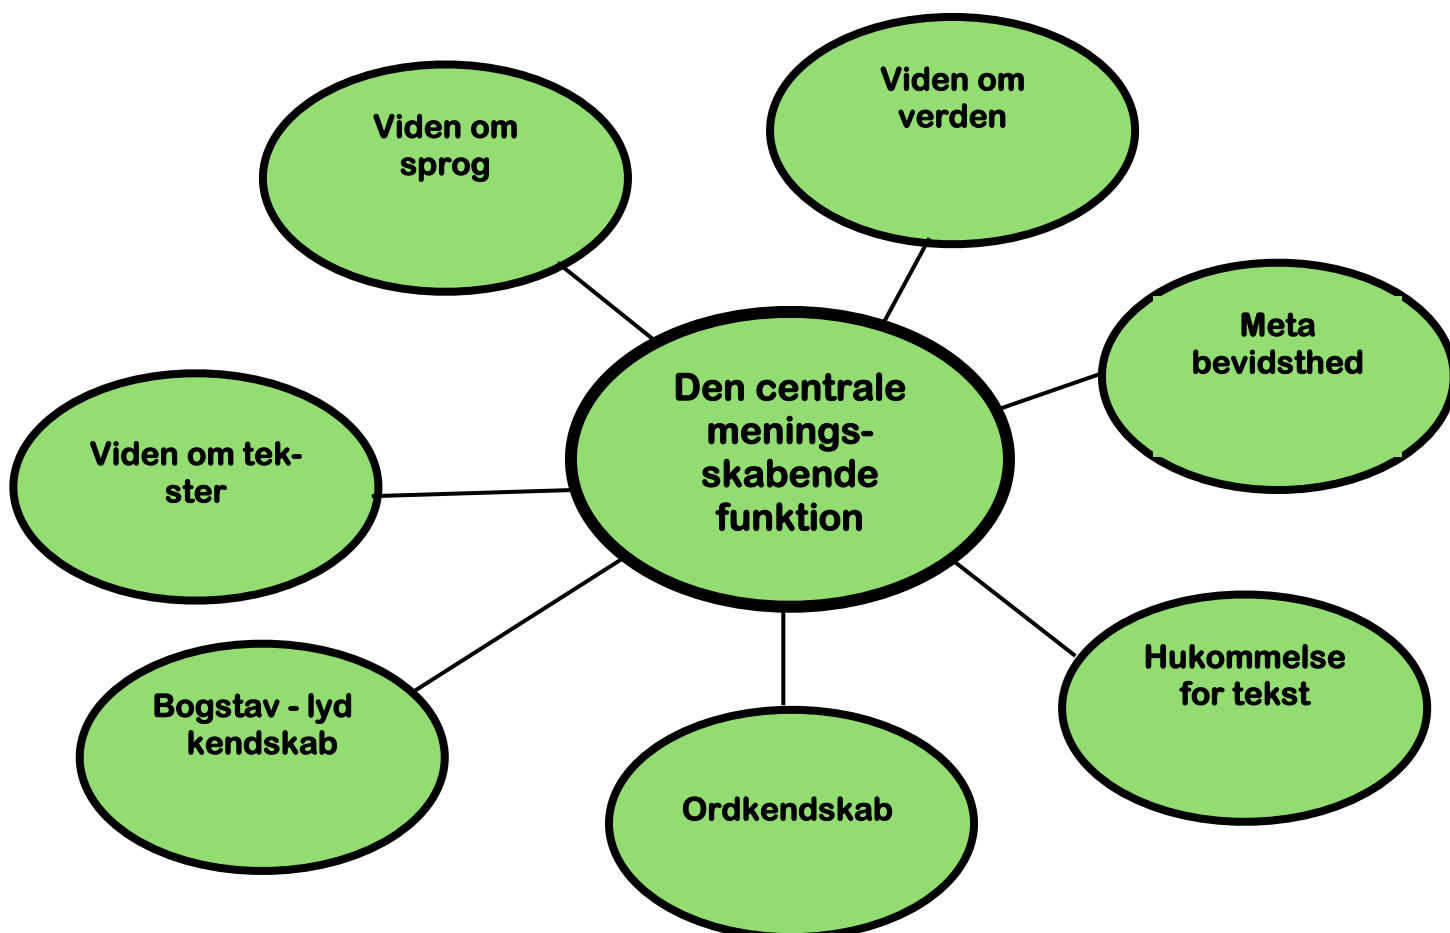 Viden om
verden
Viden om
sprog
Meta
bevidsthed
Den centrale
menings-
skabende
funktion
Viden om tek-
ster
Hukommelse
for tekst
Bogstav - lyd
kendskab
Ordkendskab